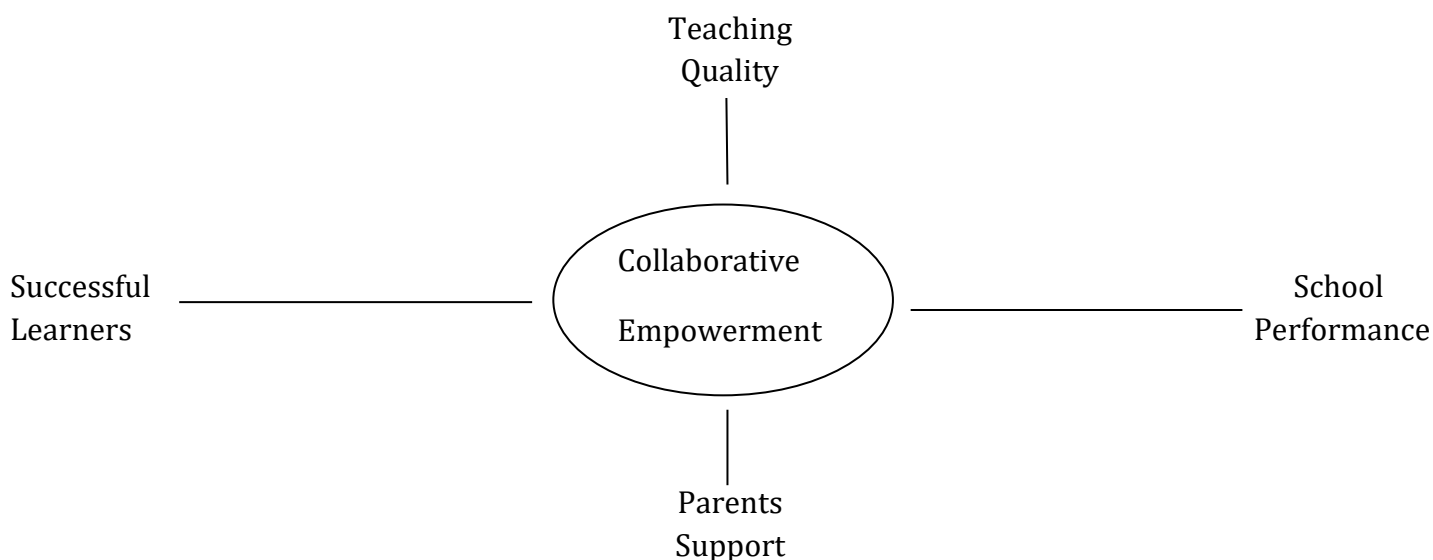 Teaching
Quality
Collaborative
Empowerment
Successful
Learners
School
Performance
Parents
Support